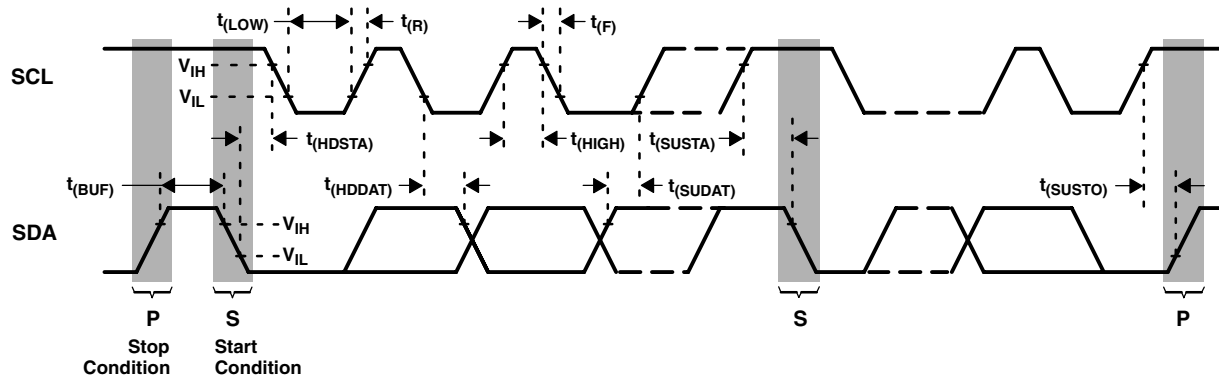 t(LOW) t(R) t(F)
SCL
VIH
VIL
t(HDSTA) t(HIGH) t(SUSTA)
t(BUF) t(HDDAT) t(SUDAT) t(SUSTO)
SDA
VIH
VIL
P S S P
Stop Condition
Start Condition